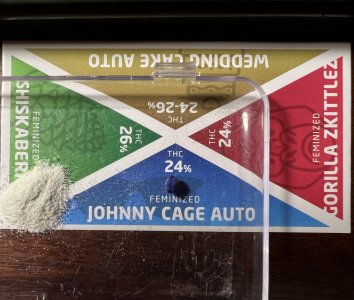 WEDDING CAKE AUTO
THC
24-26%
SHISKABERR
FEMINIZED
THC
26%
THC
24%
FEMINIZED
GORILLA ZKITTLEZ
THC
24%
FEMINIZED
JOHNNY CAGE AUTO